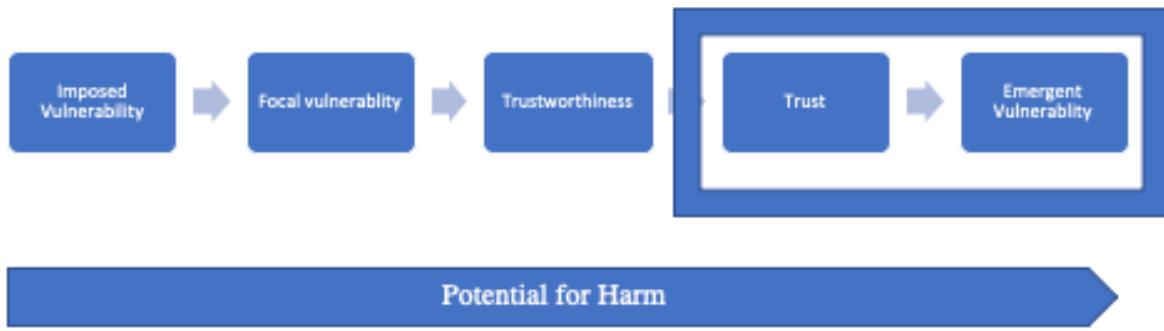 Imposed
Vulnerability
Focal vulnerablity
Trustworthiness
Trust
Emergent
Vulnerablity
Potential for Harm